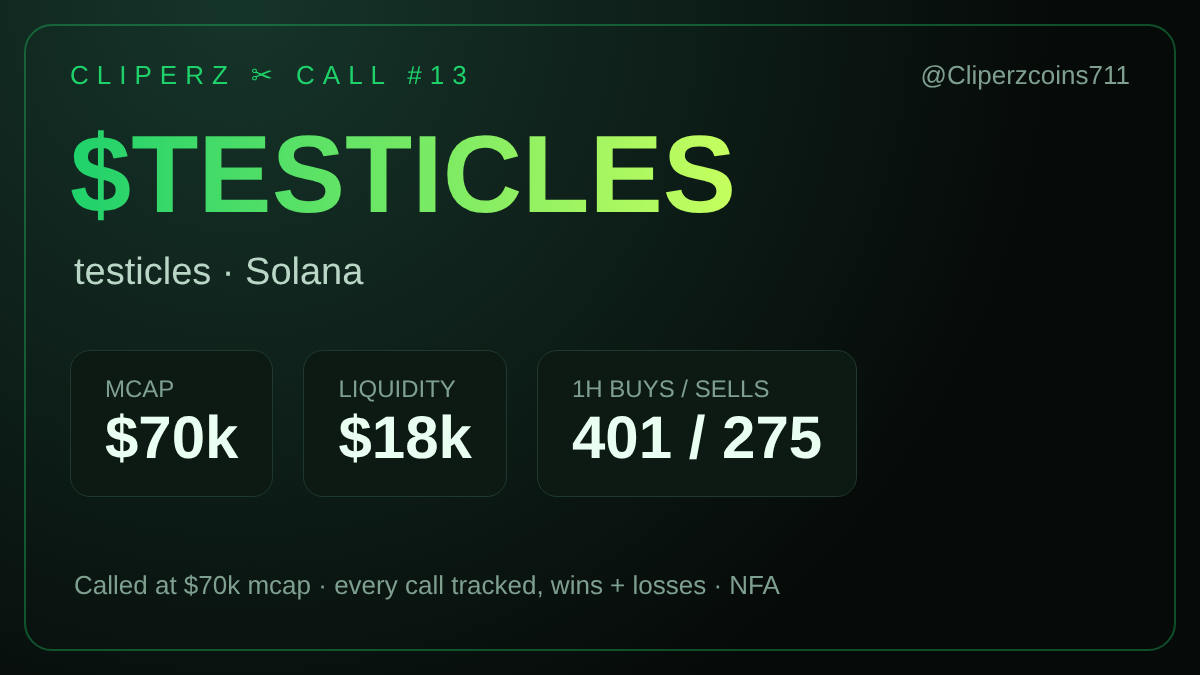 CLIPERZ ✂ CALL #13
@Cliperzcoins711
$TESTICLES
testicles · Solana
MCAP
$70k
LIQUIDITY
$18k
1H BUYS / SELLS
401 / 275
Called at $70k mcap · every call tracked, wins + losses · NFA